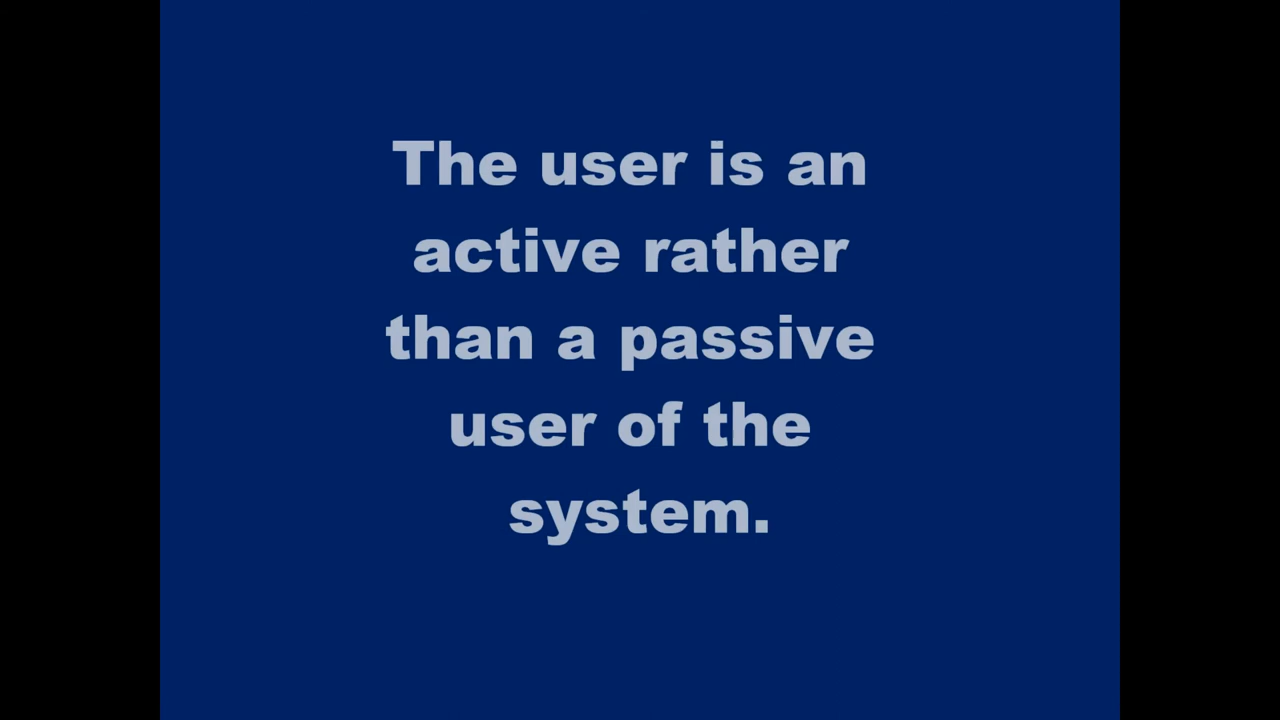 The user is an
active rather
than a passive
user of the
system.